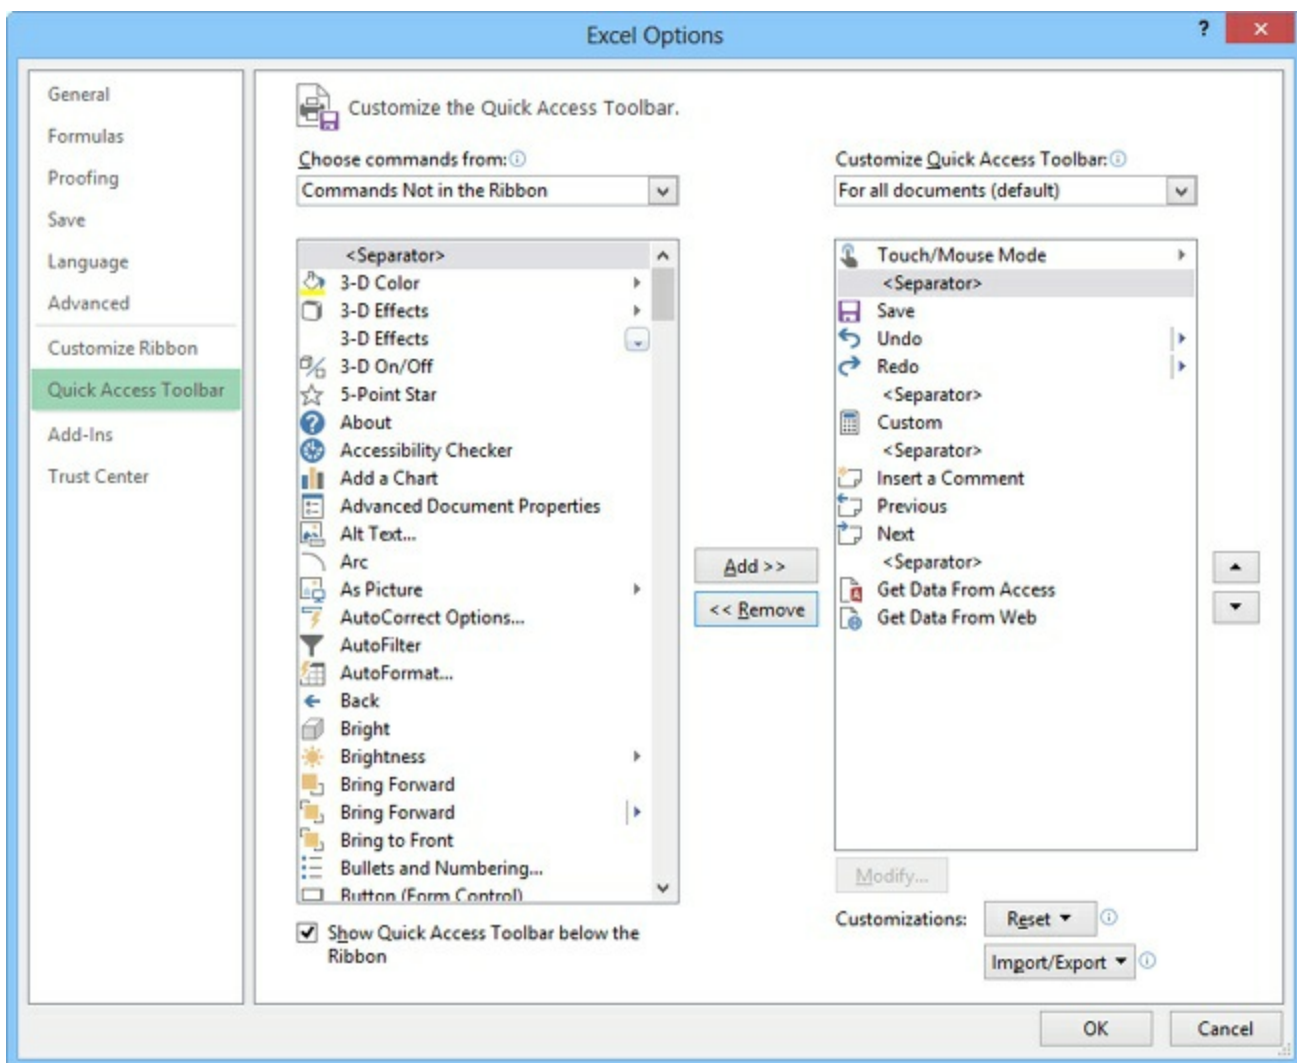 Excel Options
?
General
Formulas
Proofing
Save
Language
Advanced
Customize Ribbon
Quick Access Toolbar
Add-Ins
Trust Center
Customize the Quick Access Toolbar.
Choose commands from:
Commands Not in the Ribbon
<Separator>
3-D Color
3-D Effects
3-D Effects
3-D On/Off
5-Point Star
About
Accessibility Checker
Add a Chart
Advanced Document Properties
Alt Text...
Arc
As Picture
AutoCorrect Options...
AutoFilter
AutoFormat...
Back
Bright
Brightness
Bring Forward
Bring Forward
Bring to Front
Bullets and Numbering...
Button (Form Control)
Show Quick Access Toolbar below the
Ribbon
Add >>
<< Remove
Customize Quick Access Toolbar:
For all documents (default)
Touch/Mouse Mode
<Separator>
Save
Undo
Redo
<Separator>
Custom
<Separator>
Insert a Comment
Previous
Next
<Separator>
Get Data From Access
Get Data From Web
Modify...
Customizations:
Reset
Import/Export
OK
Cancel